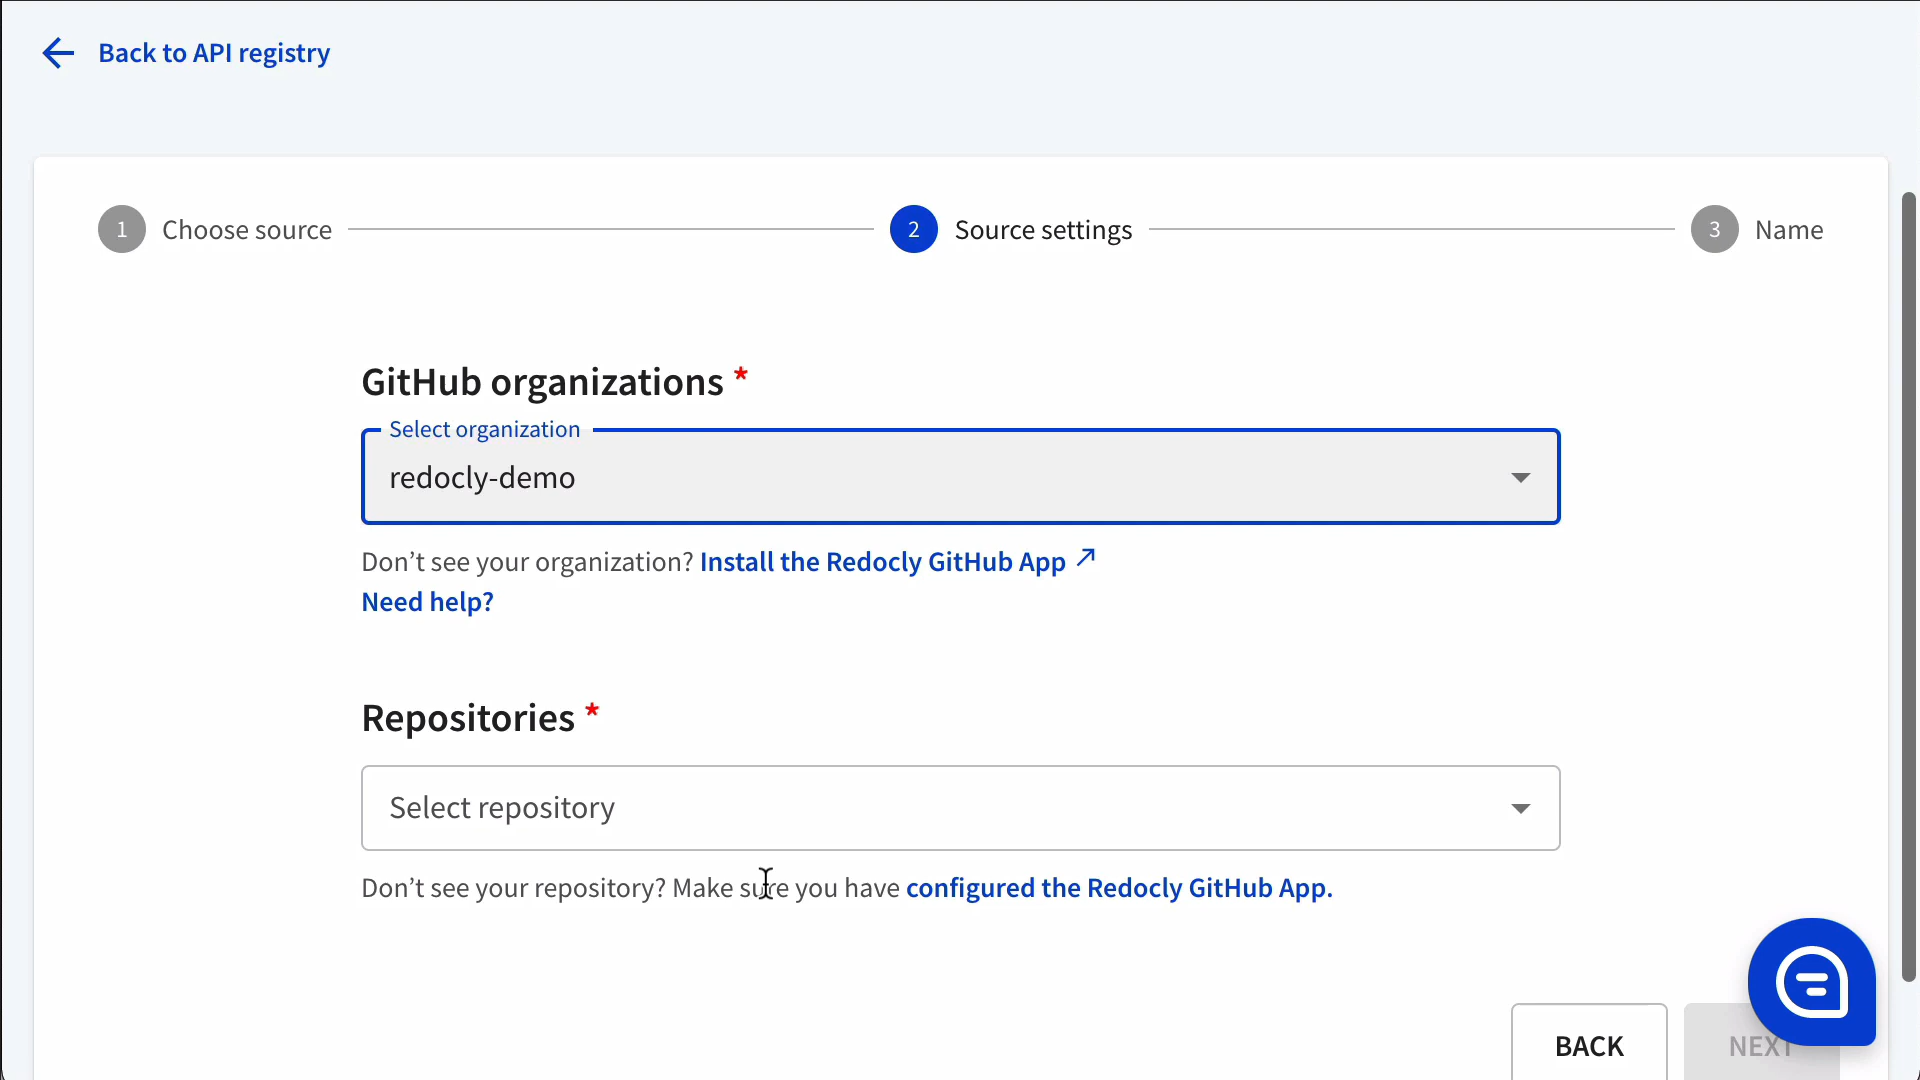 Back to API registry
1 Choose source 2 Source settings 3 Name
GitHub organizations *
Select organization
redocly-demo
Don’t see your organization? Install the Redocly GitHub App
Need help?
Repositories *
Select repository
Don’t see your repository? Make sure you have configured the Redocly GitHub App.
BACK NEXT